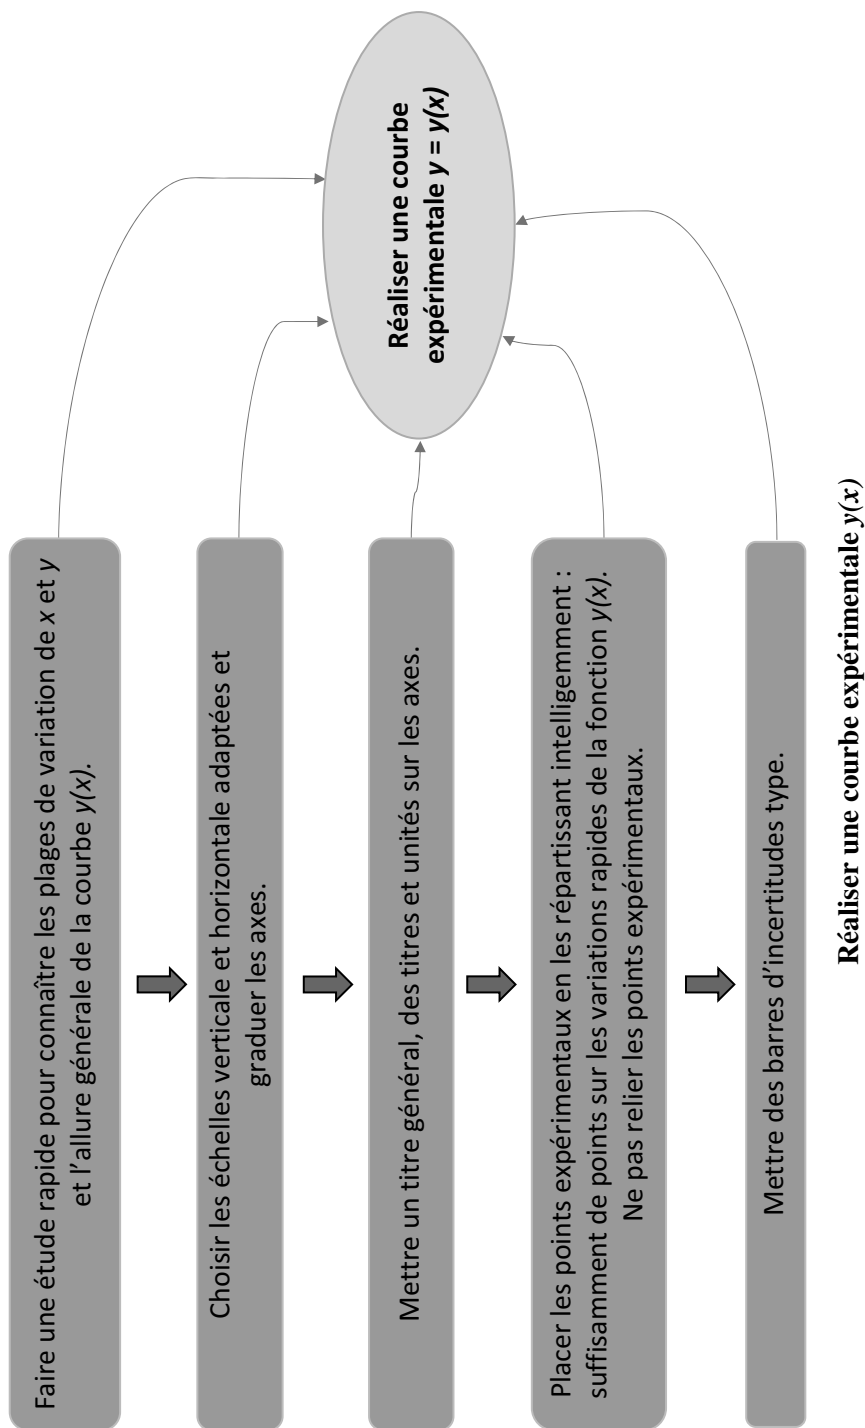 Faire une étude rapide pour connaître les plages de variation de x et y
et l’allure générale de la courbe y(x).
Choisir les échelles verticale et horizontale adaptées et
graduer les axes.
Mettre un titre général, des titres et unités sur les axes.
Placer les points expérimentaux en les répartissant intelligemment :
suffisamment de points sur les variations rapides de la fonction y(x).
Ne pas relier les points expérimentaux.
Mettre des barres d’incertitudes type.
Réaliser une courbe
expérimentale y = y(x)
Réaliser une courbe expérimentale y(x)